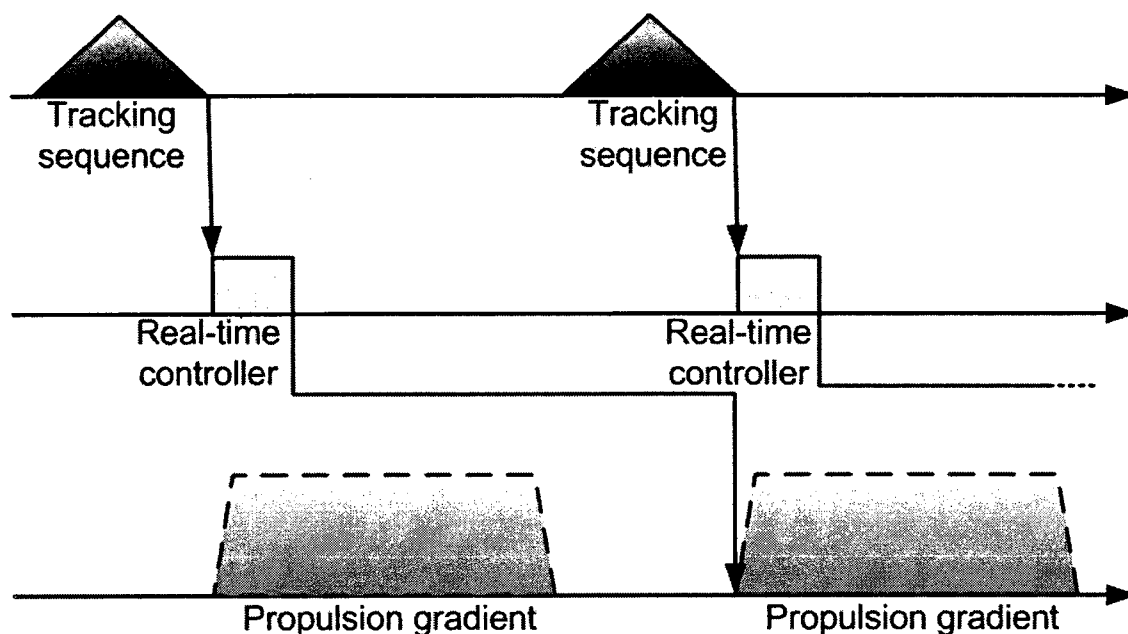 Tracking
sequence
Tracking
sequence
Real-time
controller
Real-time
controller
Propulsion gradient
Propulsion gradient